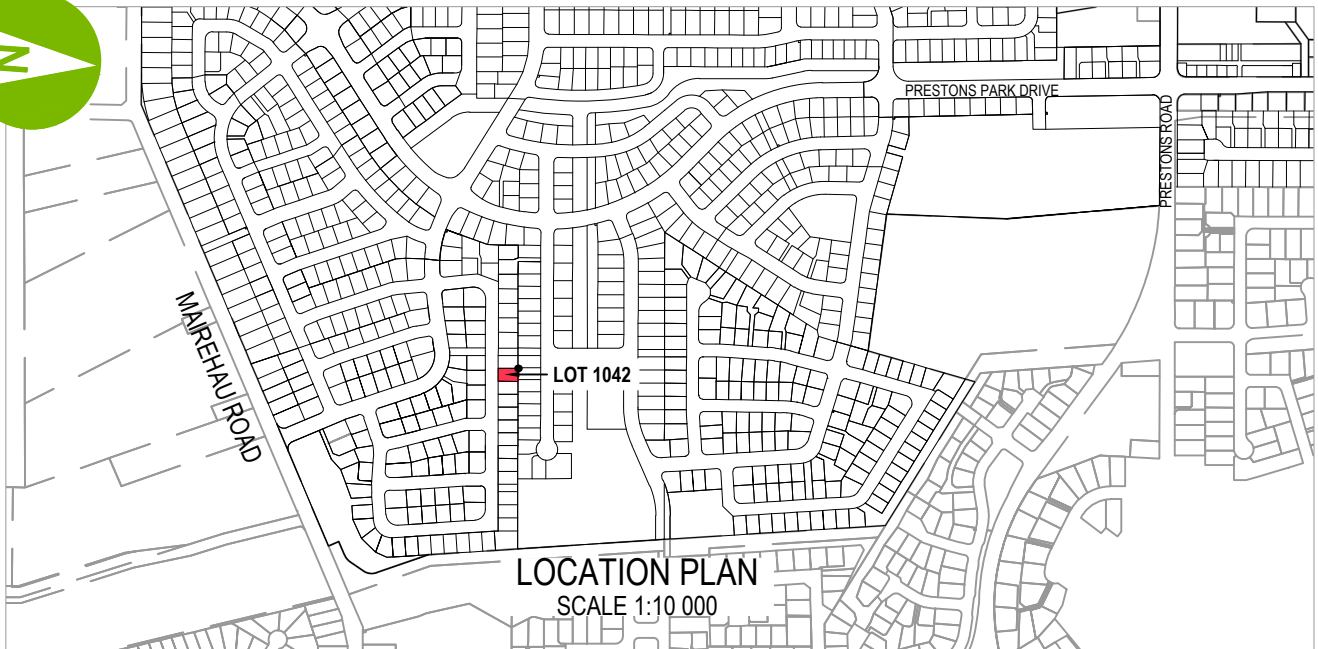 N
PRESTONS PARK DRIVE
PRESTONS ROAD
MAIREHAU ROAD
LOT 1042
LOCATION PLAN
SCALE 1:10 000